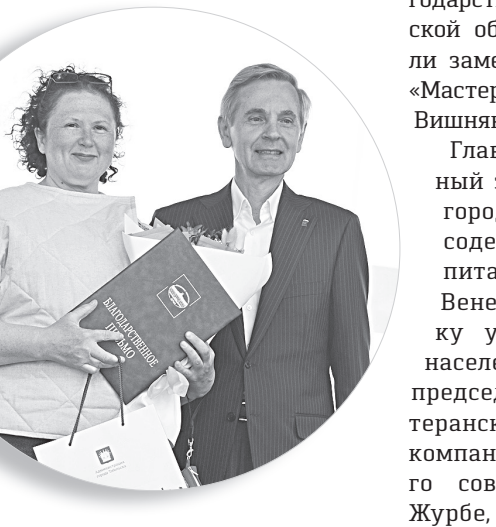 БЛАГОДАРСТВЕННОЕ
ПИСЬМО
годарст
ской об
ли заме
«Мастер
Вишняк
Глав
ный з
город
соде
пита
Вене
ку у
населе
председ
теранск
компан
го сов
Журбе,